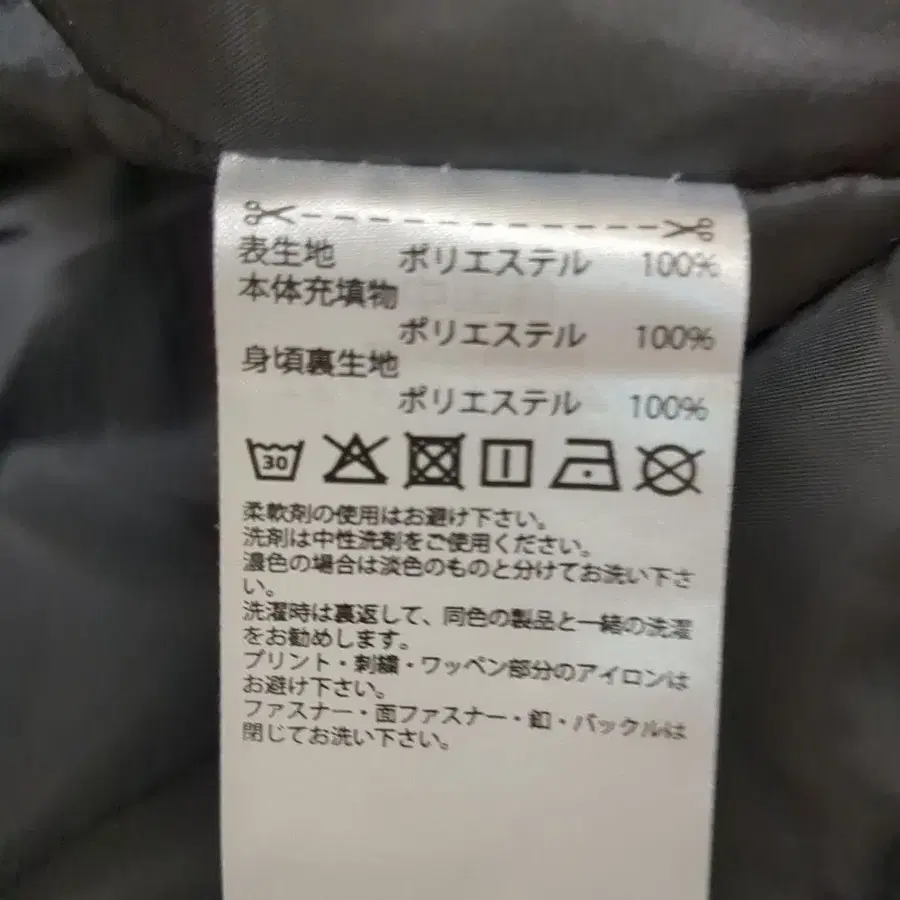 表生地 ポリエステル 100%
本体充填物
ポリエステル 100%
身頃裏生地
ポリエステル 100%
30
柔軟剤の使用はお避け下さい。
洗剤は中性洗剤をご使用ください。
濃色の場合は淡色のものと分けてお洗い下さ
い。
洗濯時は裏返して、同色の製品と一緒の洗濯
をお勧めします。
プリント・刺繍・ワッペン部分のアイロンは
お避け下さい。
ファスナー・面ファスナー・釦・バックルは
閉じてお洗い下さい。